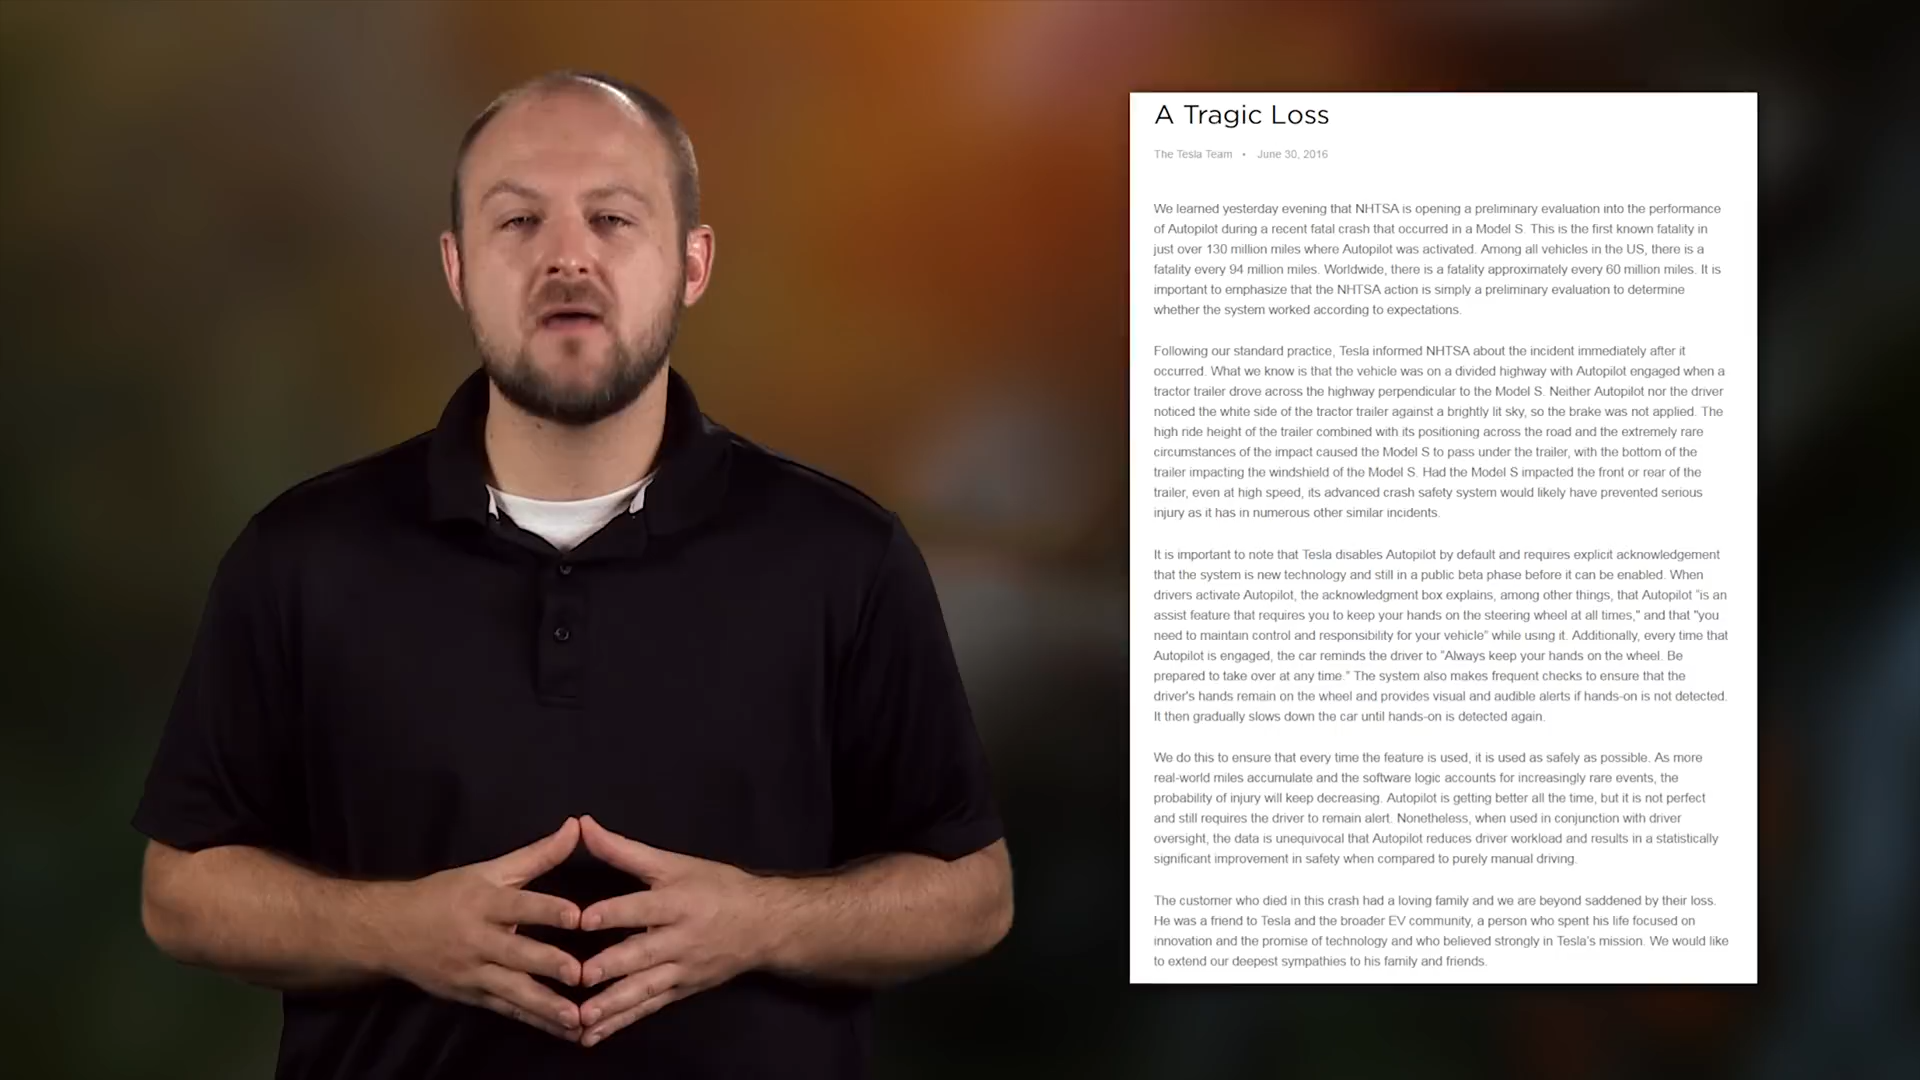 A Tragic Loss
The Tesla Team • June 30, 2016
We learned yesterday evening that NHTSA is opening a preliminary evaluation into the performance
of Autopilot during a recent fatal crash that occurred in a Model S. This is the first known fatality in
just over 130 million miles where Autopilot was activated. Among all vehicles in the US, there is a
fatality every 94 million miles. Worldwide, there is a fatality approximately every 60 million miles. It is
important to emphasize that the NHTSA action is simply a preliminary evaluation to determine
whether the system worked according to expectations.
Following our standard practice, Tesla informed NHTSA about the incident immediately after it
occurred. What we know is that the vehicle was on a divided highway with Autopilot engaged when a
tractor trailer drove across the highway perpendicular to the Model S. Neither Autopilot nor the driver
noticed the white side of the tractor trailer against a brightly lit sky, so the brake was not applied. The
high ride height of the trailer combined with its positioning across the road and the extremely rare
circumstances of the impact caused the Model S to pass under the trailer, with the bottom of the
trailer impacting the windshield of the Model S. Had the Model S impacted the front or rear of the
trailer, even at high speed, its advanced crash safety system would likely have prevented serious
injury as it has in numerous other similar incidents.
It is important to note that Tesla disables Autopilot by default and requires explicit acknowledgement
that the system is new technology and still in a public beta phase before it can be enabled. When
drivers activate Autopilot, the acknowledgment box explains, among other things, that Autopilot "is an
assist feature that requires you to keep your hands on the steering wheel at all times," and that "you
need to maintain control and responsibility for your vehicle" while using it. Additionally, every time that
Autopilot is engaged, the car reminds the driver to "Always keep your hands on the wheel. Be
prepared to take over at any time." The system also makes frequent checks to ensure that the
driver's hands remain on the wheel and provides visual and audible alerts if hands-on is not detected.
It then gradually slows down the car until hands-on is detected again.
We do this to ensure that every time the feature is used, it is used as safely as possible. As more
real-world miles accumulate and the software logic accounts for increasingly rare events, the
probability of injury will keep decreasing. Autopilot is getting better all the time, but it is not perfect
and still requires the driver to remain alert. Nonetheless, when used in conjunction with driver
oversight, the data is unequivocal that Autopilot reduces driver workload and results in a statistically
significant improvement in safety when compared to purely manual driving.
The customer who died in this crash had a loving family and we are beyond saddened by their loss.
He was a friend to Tesla and the broader EV community, a person who spent his life focused on
innovation and the promise of technology and who believed strongly in Tesla's mission. We would like
to extend our deepest sympathies to his family and friends.